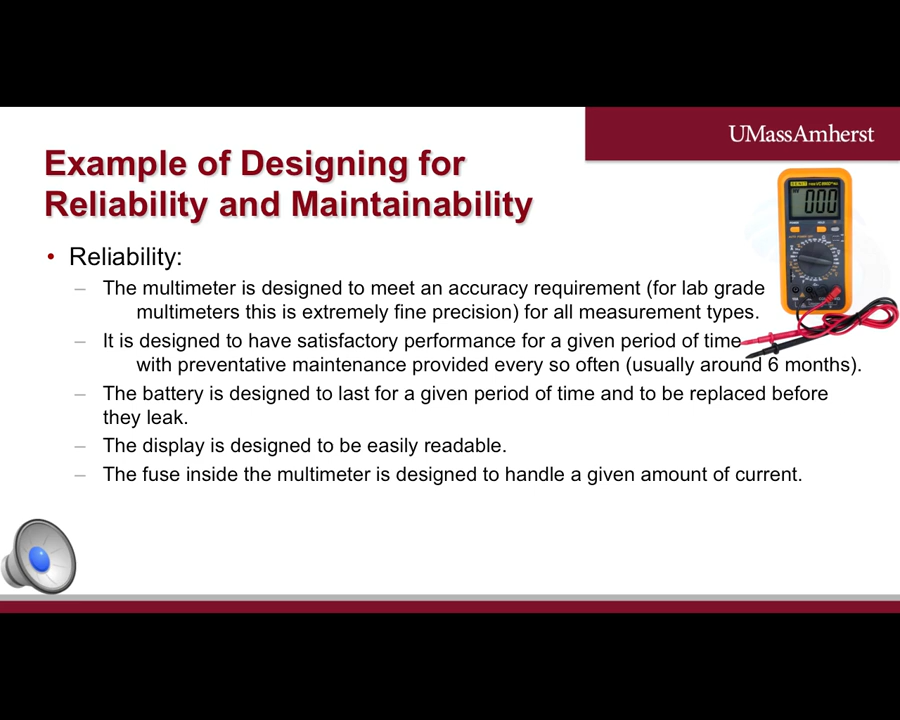 UMassAmherst
Example of Designing for
Reliability and Maintainability
• Reliability:
– The multimeter is designed to meet an accuracy requirement (for lab grade
multimeters this is extremely fine precision) for all measurement types.
– It is designed to have satisfactory performance for a given period of time
with preventative maintenance provided every so often (usually around 6 months).
– The battery is designed to last for a given period of time and to be replaced before
they leak.
– The display is designed to be easily readable.
– The fuse inside the multimeter is designed to handle a given amount of current.
000